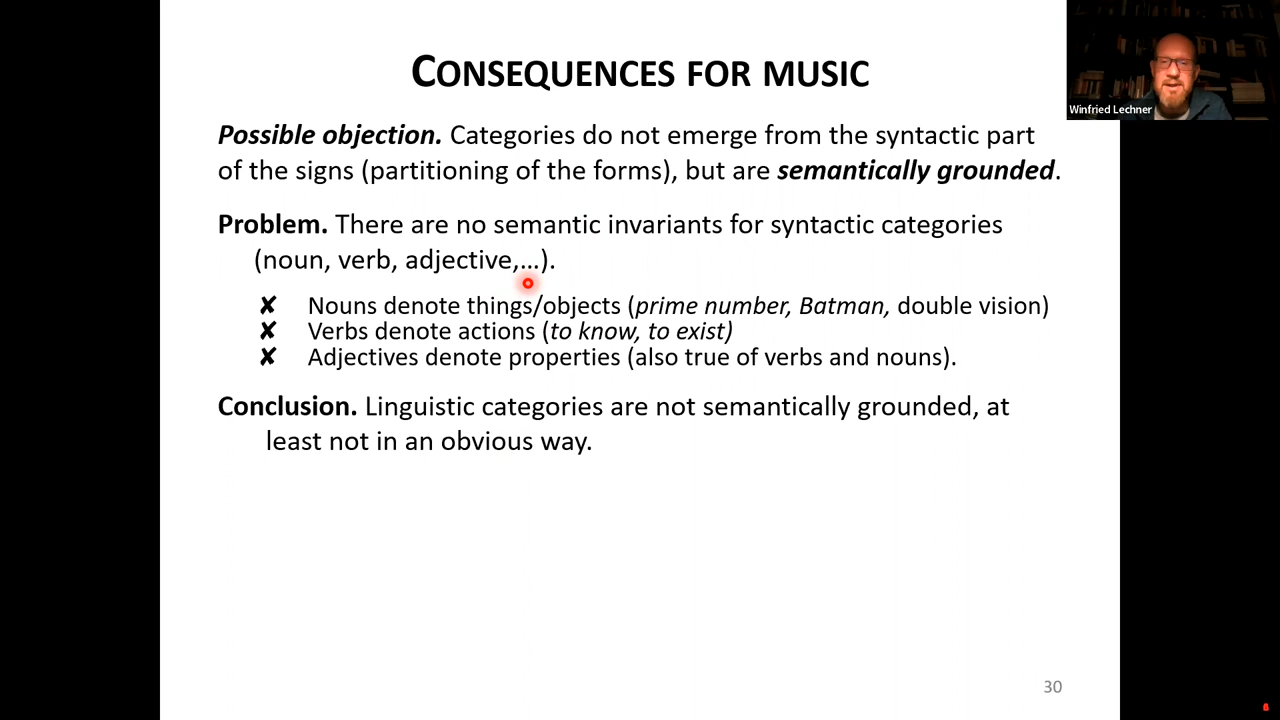 CONSEQUENCES FOR MUSIC
Winfried Lechner
Possible objection. Categories do not emerge from the syntactic part
of the signs (partitioning of the forms), but are semantically grounded.
Problem. There are no semantic invariants for syntactic categories
(noun, verb, adjective,...).
✘ Nouns denote things/objects (prime number, Batman, double vision)
✘ Verbs denote actions (to know, to exist)
✘ Adjectives denote properties (also true of verbs and nouns).
Conclusion. Linguistic categories are not semantically grounded, at
least not in an obvious way.
30